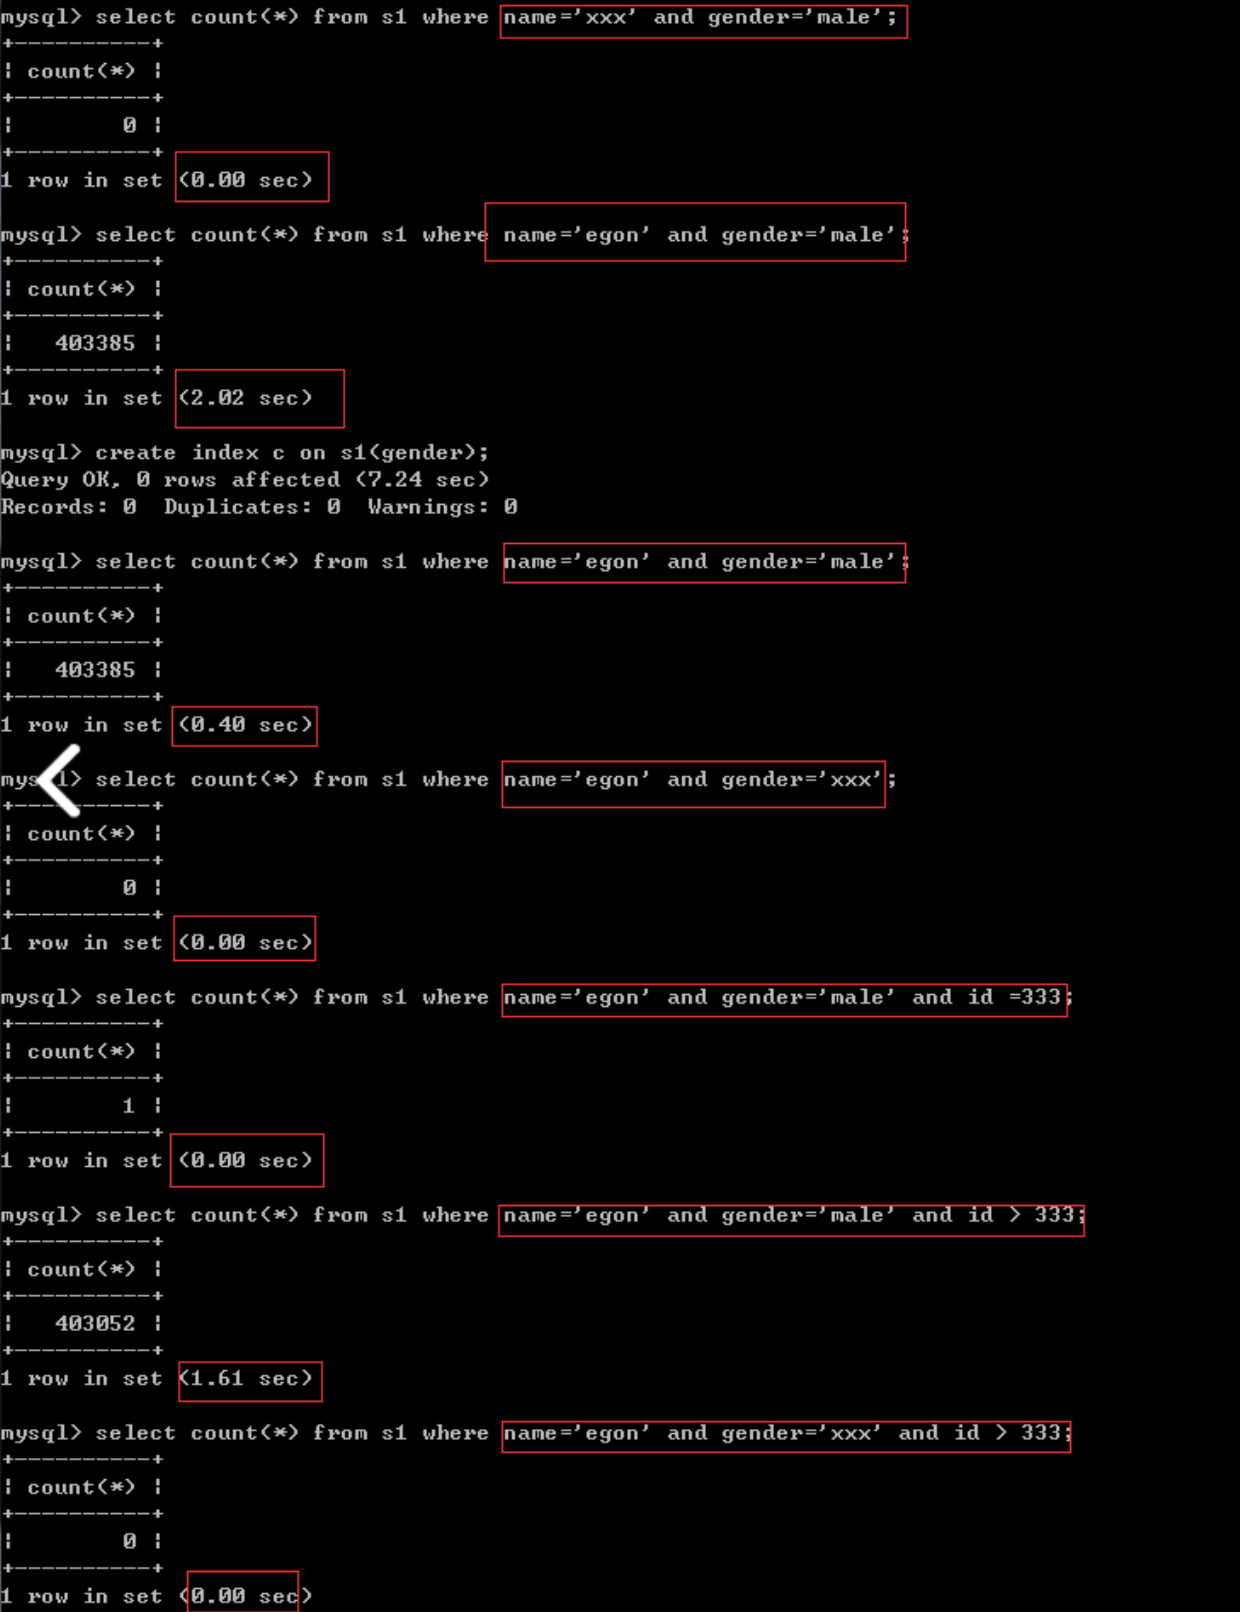 mysql> select count(*) from s1 where name='xxx' and gender='male';
+----------+
| count(*) |
+----------+
|        0 |
+----------+
1 row in set (0.00 sec)
mysql> select count(*) from s1 where name='egon' and gender='male';
+----------+
| count(*) |
+----------+
|   403385 |
+----------+
1 row in set (2.02 sec)
mysql> create index c on s1(gender);
Query OK, 0 rows affected (7.24 sec)
Records: 0  Duplicates: 0  Warnings: 0
mysql> select count(*) from s1 where name='egon' and gender='male';
+----------+
| count(*) |
+----------+
|   403385 |
+----------+
1 row in set (0.40 sec)
mysql> select count(*) from s1 where name='egon' and gender='xxx';
+----------+
| count(*) |
+----------+
|        0 |
+----------+
1 row in set (0.00 sec)
mysql> select count(*) from s1 where name='egon' and gender='male' and id =333;
+----------+
| count(*) |
+----------+
|        1 |
+----------+
1 row in set (0.00 sec)
mysql> select count(*) from s1 where name='egon' and gender='male' and id > 333;
+----------+
| count(*) |
+----------+
|   403052 |
+----------+
1 row in set (1.61 sec)
mysql> select count(*) from s1 where name='egon' and gender='xxx' and id > 333;
+----------+
| count(*) |
+----------+
|        0 |
+----------+
1 row in set (0.00 sec)